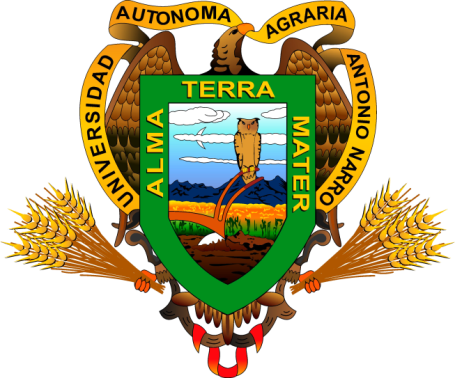 UNIVERSIDAD
AUTONOMA
AGRARIA
ANTONIO NARRO
ALMA
TERRA
MATER